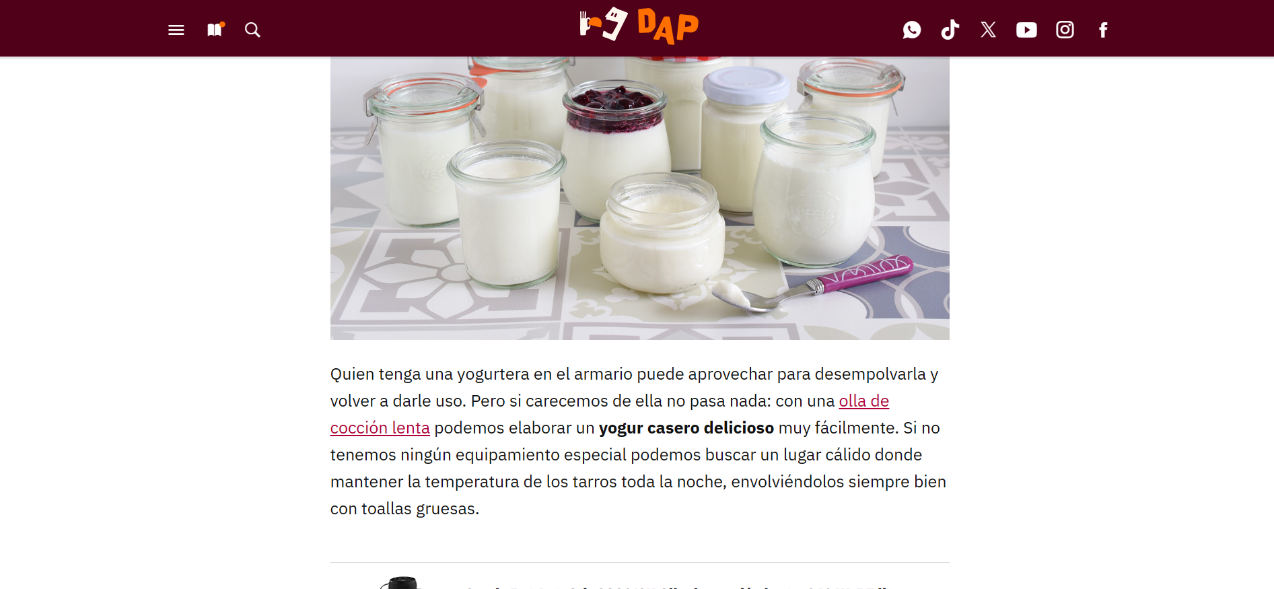 DAP
Quien tenga una yogurtera en el armario puede aprovechar para desempolvarla y
volver a darle uso. Pero si carecemos de ella no pasa nada: con una olla de
cocción lenta podemos elaborar un yogur casero delicioso muy fácilmente. Si no
tenemos ningún equipamiento especial podemos buscar un lugar cálido donde
mantener la temperatura de los tarros toda la noche, envolviéndolos siempre bien
con toallas gruesas.